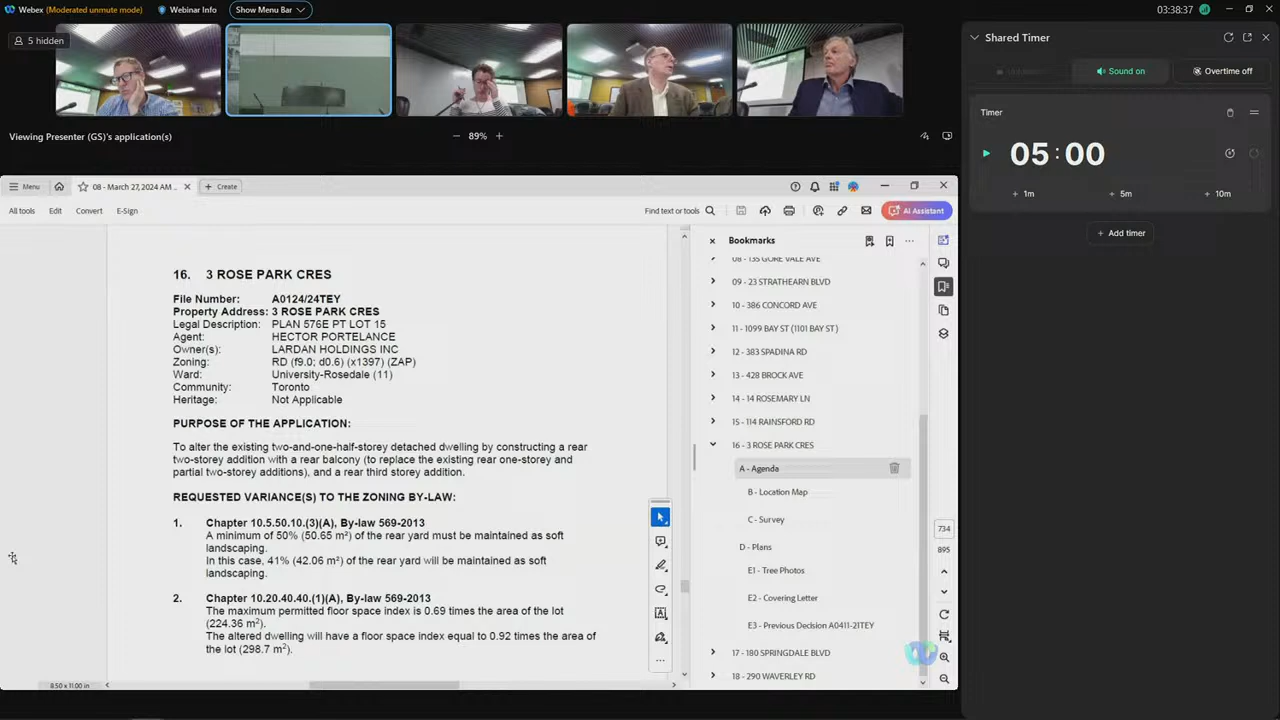 Webex (Moderated unmute mode) Webinar Info Show Menu Bar
03:38:37
5 hidden
Viewing Presenter (GS)'s application(s)
89%
Menu
08 - March 27, 2024 AM ...
Create
All tools Edit Convert E-Sign
Find text or tools
AI Assistant
16. 3 ROSE PARK CRES
File Number: A0124/24TEY
Property Address: 3 ROSE PARK CRES
Legal Description: PLAN 576E PT LOT 15
Agent: HECTOR PORTELANCE
Owner(s): LARDAN HOLDINGS INC
Zoning: RD (f9.0; d0.6) (x1397) (ZAP)
Ward: University-Rosedale (11)
Community: Toronto
Heritage: Not Applicable
PURPOSE OF THE APPLICATION:
To alter the existing two-and-one-half-storey detached dwelling by constructing a rear
two-storey addition with a rear balcony (to replace the existing rear one-storey and
partial two-storey additions), and a rear third storey addition.
REQUESTED VARIANCE(S) TO THE ZONING BY-LAW:
1. Chapter 10.5.50.10.(3)(A), By-law 569-2013
A minimum of 50% (50.65 m²) of the rear yard must be maintained as soft
landscaping.
In this case, 41% (42.06 m²) of the rear yard will be maintained as soft
landscaping.
2. Chapter 10.20.40.40.(1)(A), By-law 569-2013
The maximum permitted floor space index is 0.69 times the area of the lot
(224.36 m²).
The altered dwelling will have a floor space index equal to 0.92 times the area of
the lot (298.7 m²).
8.50 x 11.00 in
Bookmarks
08 - 135 GORE VALE AVE
09 - 23 STRATHEARN BLVD
10 - 386 CONCORD AVE
11 - 1099 BAY ST (1101 BAY ST)
12 - 383 SPADINA RD
13 - 428 BROCK AVE
14 - 14 ROSEMARY LN
15 - 114 RAINSFORD RD
16 - 3 ROSE PARK CRES
A - Agenda
B - Location Map
C - Survey
D - Plans
E1 - Tree Photos
E2 - Covering Letter
E3 - Previous Decision A0411-21TEY
17 - 180 SPRINGDALE BLVD
18 - 290 WAVERLEY RD
734
895
Shared Timer
Sound on
Overtime off
Timer
05:00
+ 1m + 5m + 10m
+ Add timer